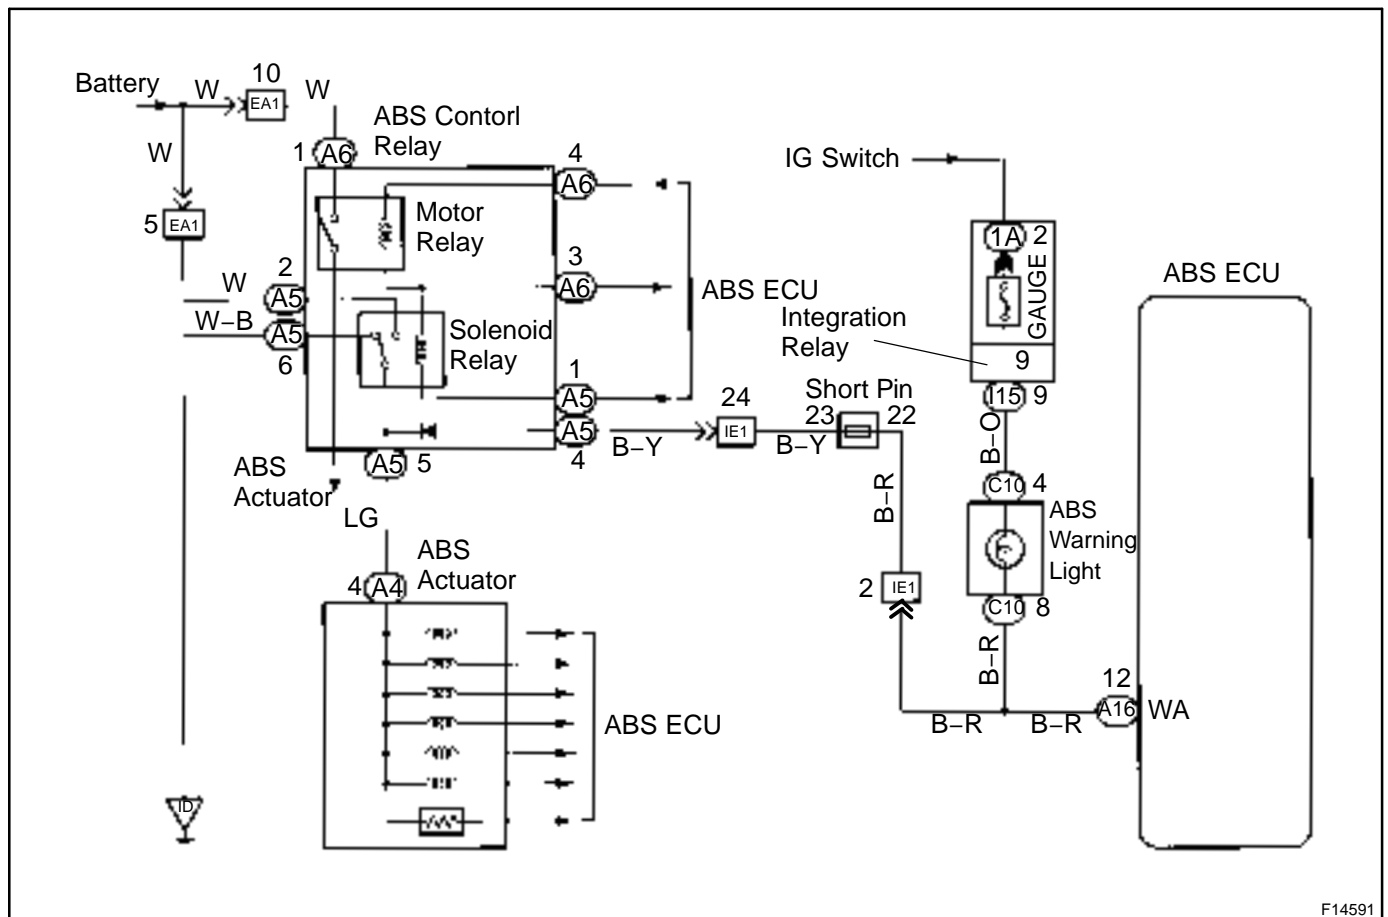 Battery
W
10
EA1
W
ABS Contorl
Relay
W
1
A6
4
A6
IG Switch
5
EA1
Motor
Relay
1A
2
GAUGE
2
W
A5
3
A6
ABS ECU
ABS ECU
W–B
A5
6
Solenoid
Relay
Integration
Relay
9
1
A5
24
Short Pin
23
22
I15
9
A5
4
B–Y
IE1
B–Y
B–O
ABS
Actuator
A5
5
C10
4
LG
B–R
ABS
Warning
Light
ABS
Actuator
4
A4
2
IE1
C10
8
B–R
12
A16
WA
B–R
B–R
ABS ECU
ID
F14591